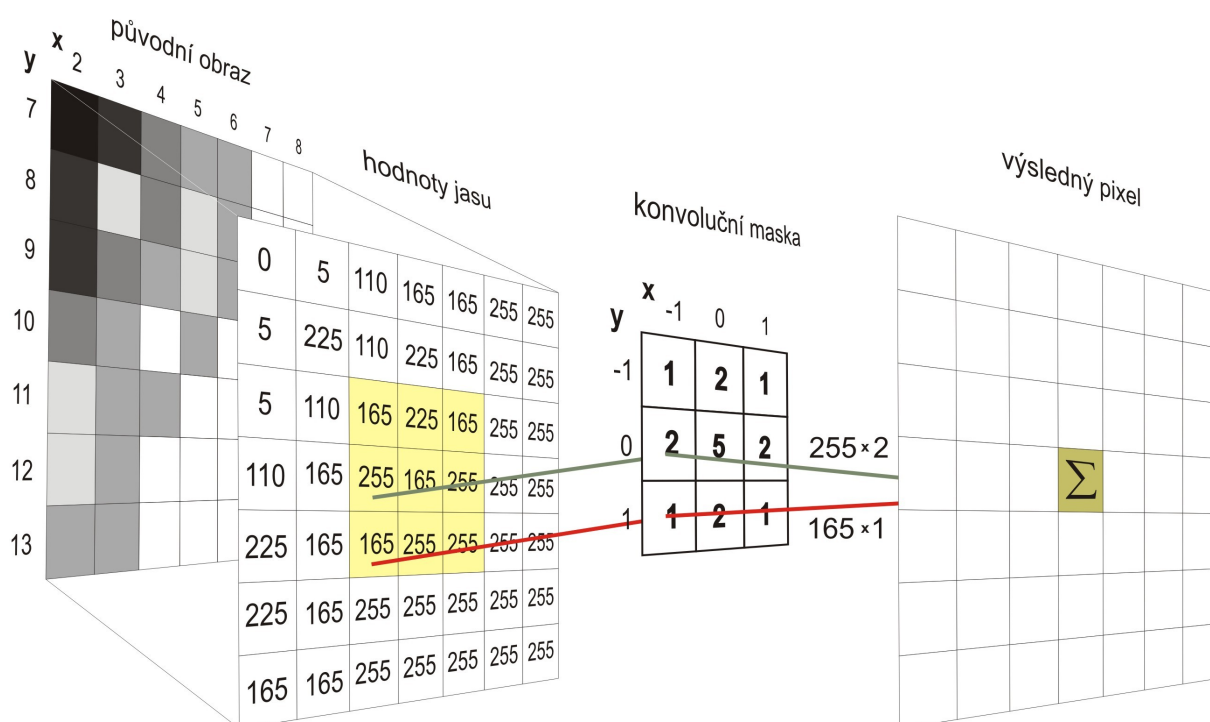 původní obraz
x
2 3 4 5 6 7 8
y
7
8
9
10
11
12
13
hodnoty jasu
0 5 110 165 165 255 255
5 225 110 225 165 255 255
5 110 165 225 165 255 255
110 165 255 165 255 255 255
225 165 165 255 255 255 255
225 165 255 255 255 255 255
165 165 255 255 255 255 255
konvoluční maska
x
-1 0 1
y
-1 1 2 1
0 2 5 2
1 1 2 1
255×2
165×1
výsledný pixel
Σ